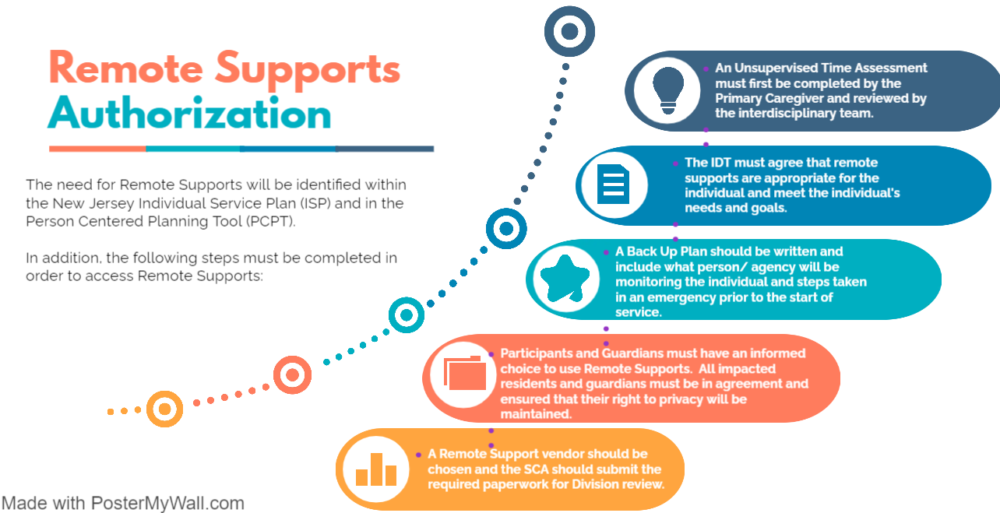 Remote Supports
Authorization
The need for Remote Supports will be identified within
the New Jersey Individual Service Plan (ISP) and in the
Person Centered Planning Tool (PCPT).
In addition, the following steps must be completed in
order to access Remote Supports:
An Unsupervised Time Assessment
must first be completed by the
Primary Caregiver and reviewed by
the interdisciplinary team.
The IDT must agree that remote
supports are appropriate for the
individual and meet the individual's
needs and goals.
A Back Up Plan should be written and
include what person/ agency will be
monitoring the individual and steps taken
in an emergency prior to the start of
service.
Participants and Guardians must have an informed
choice to use Remote Supports.  All impacted
residents and guardians must be in agreement and
ensured that their right to privacy will be
maintained.
A Remote Support vendor should be
chosen and the SCA should submit the
required paperwork for Division review.
Made with PosterMyWall.com